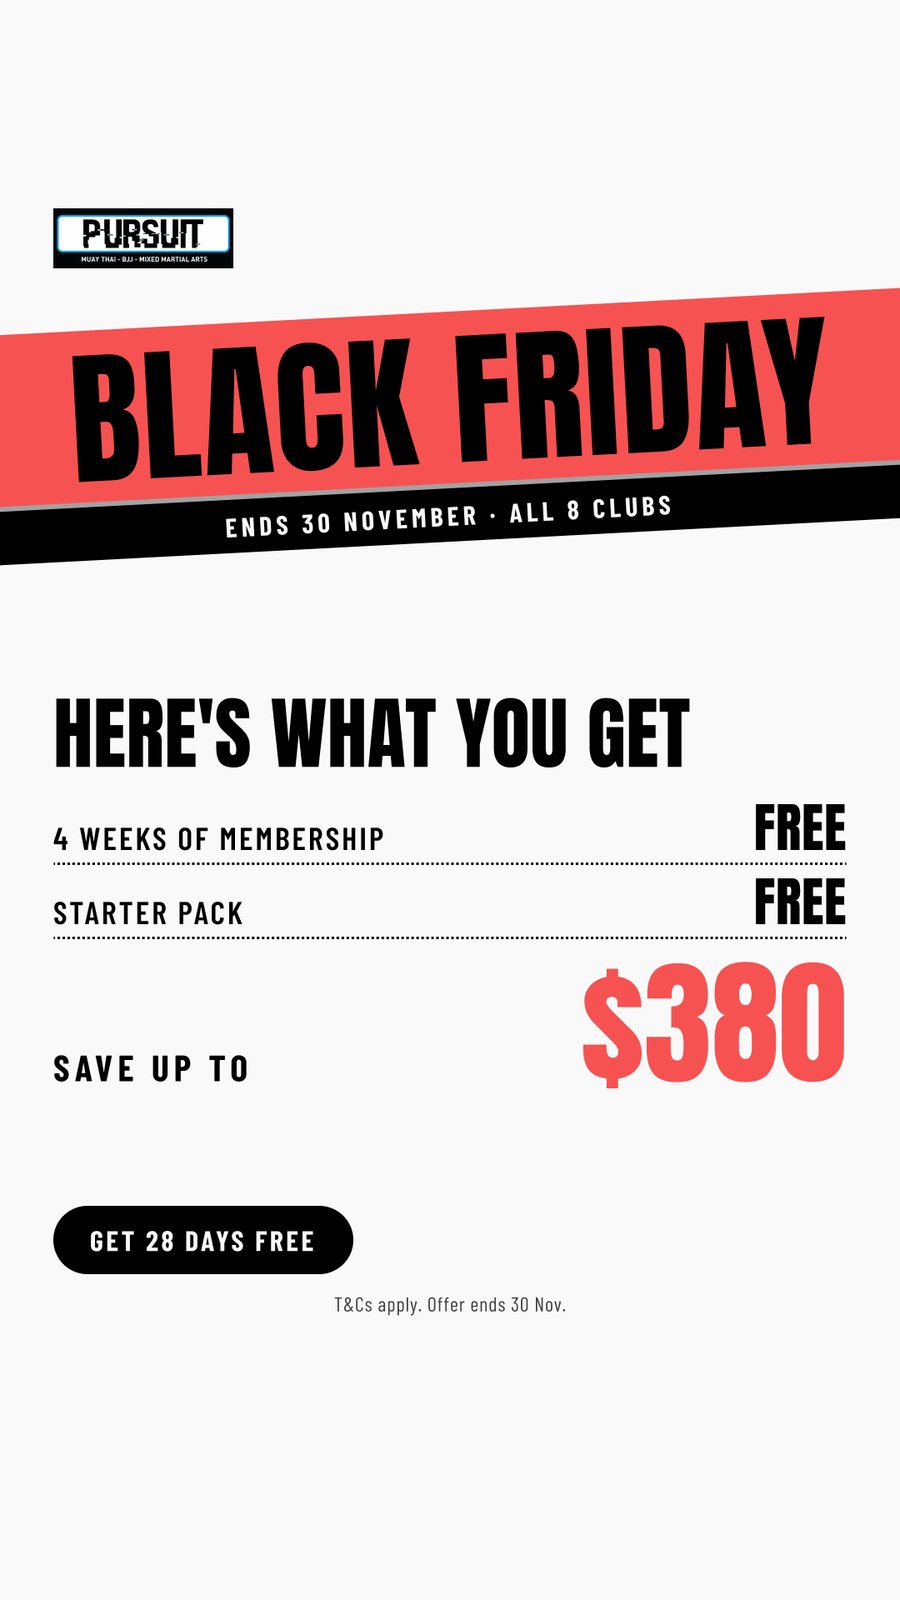 PURSUIT
MUAY THAI - BJJ - MIXED MARTIAL ARTS
BLACK FRIDAY
ENDS 30 NOVEMBER · ALL 8 CLUBS
HERE'S WHAT YOU GET
4 WEEKS OF MEMBERSHIP FREE
STARTER PACK FREE
SAVE UP TO $380
GET 28 DAYS FREE
T&Cs apply. Offer ends 30 Nov.